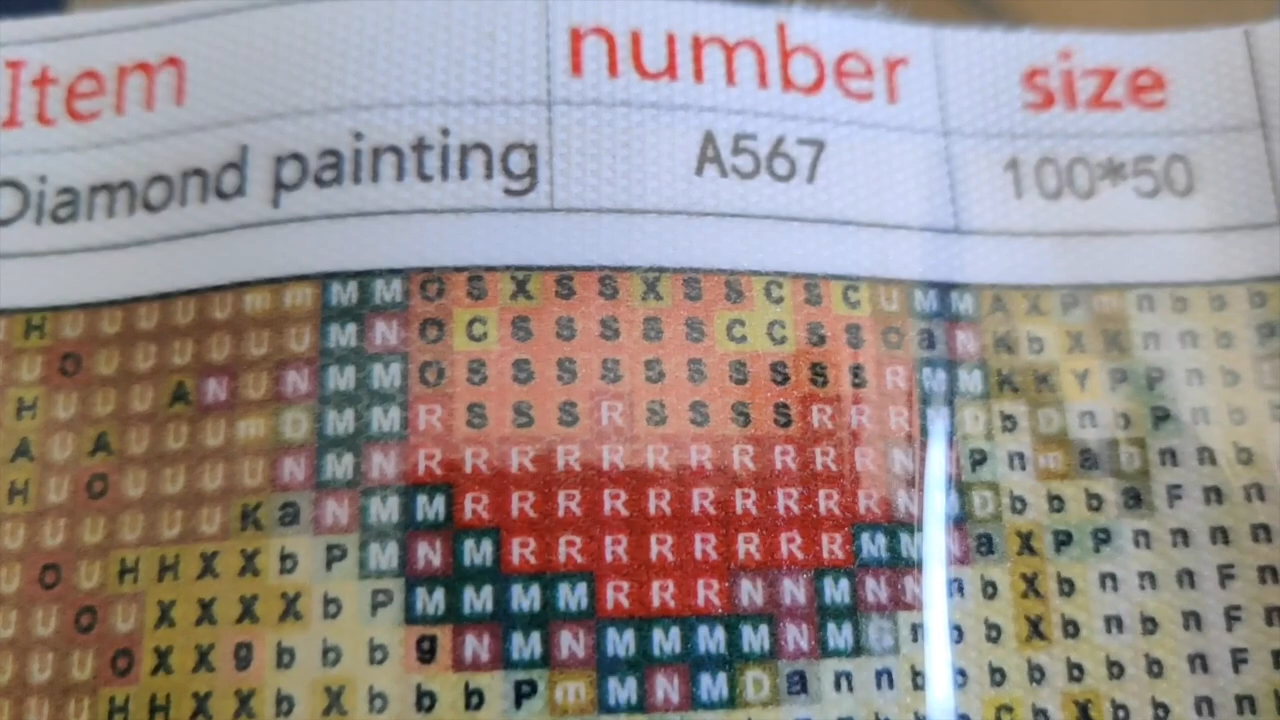 Item number size
Diamond painting A567 100*50
U U U U U m m M M O S X S S X S S C S C U M M A X P m n b b b
H U U U U U U M N O C S S S S S C C S S O a N K b X K n n b P
U O U U U U U M M O S S S S S S S S S S R M M K K Y P P n b
H U U U A N U N M M R S S S R S S S S R R R D b D n b P n b b
A U A U U U m D M M R R R R R R R R R R R N P n m a b n n b
H U O U U U U N M N R R R R R R R R R R N D b b b a F n n
U U U U U U K a N M M R R R R R R R R R M N a X P P n n n n
U O U H H X X b P M N M R R R N N M N N n b X b n n n F n
U U O U X X X X b P M M M M M M M M N M n b b X b n b n F n
U U U O X X g b b b g N M N M N M D a n n b b b b b b b n F n
H H X X b X b b b P m